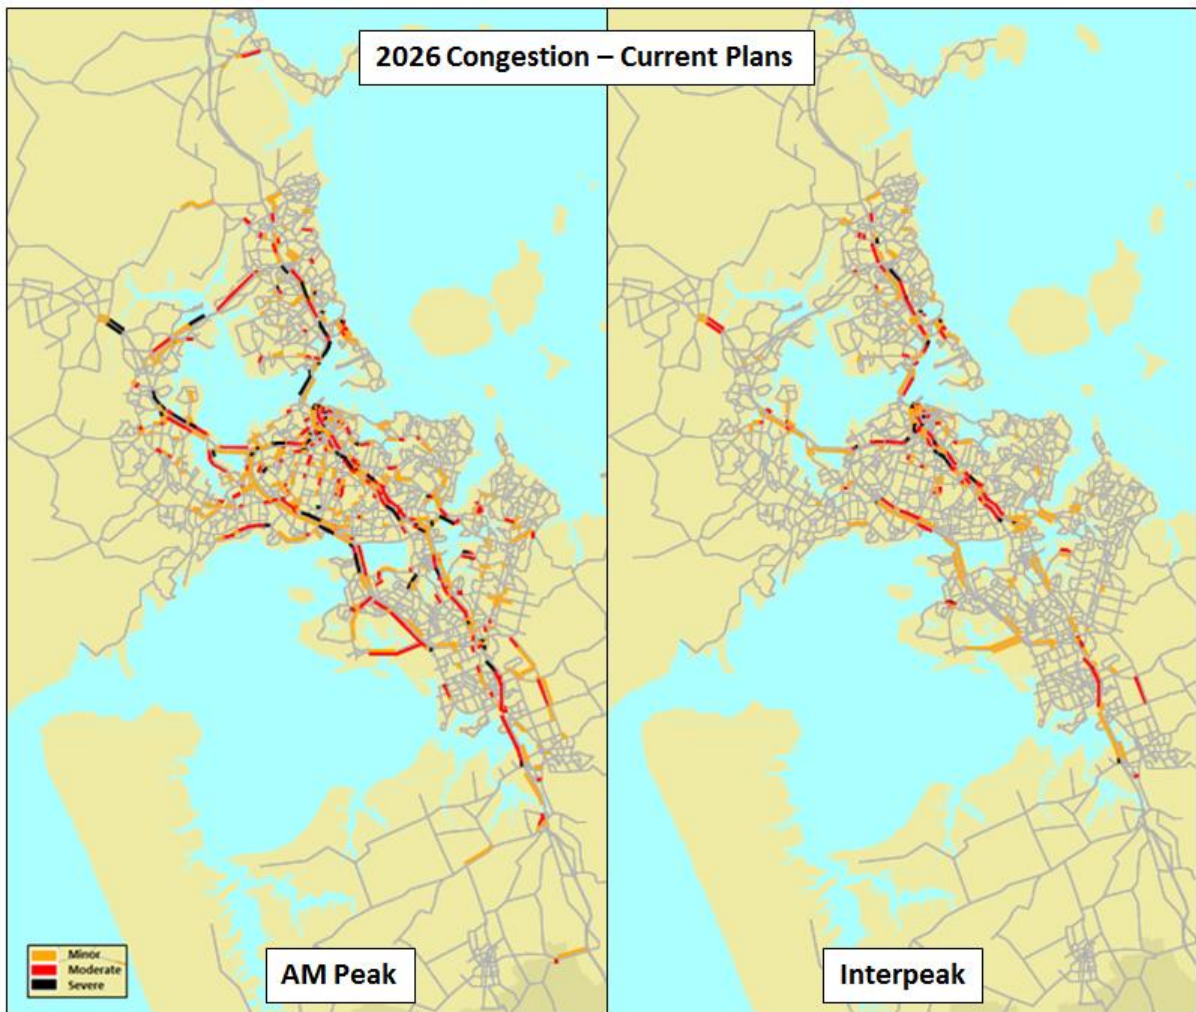 2026 Congestion – Current Plans
Minor
Moderate
Severe
AM Peak
Interpeak